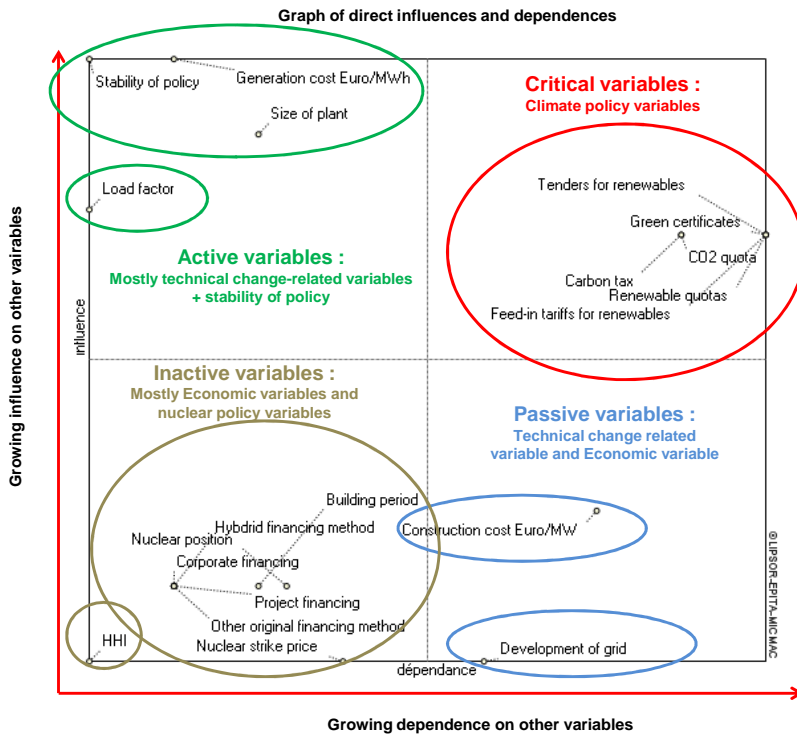 Graph of direct influences and dependences
Stability of policy
Generation cost Euro/MWh
Size of plant
Load factor
Critical variables :
Climate policy variables
Tenders for renewables
Green certificates
CO2 quota
Carbon tax
Renewable quotas
Feed-in tariffs for renewables
Active variables :
Mostly technical change-related variables
+ stability of policy
influence
Growing influence on other vairables
Inactive variables :
Mostly Economic variables and
nuclear policy variables
Passive variables :
Technical change related
variable and Economic variable
Building period
Hybdrid financing method
Nuclear position
Corporate financing
Project financing
Other original financing method
Nuclear strike price
HHI
Construction cost Euro/MW
Development of grid
dépendance
© LIPSOR-EPITA-MICMAC
Growing dependence on other variables